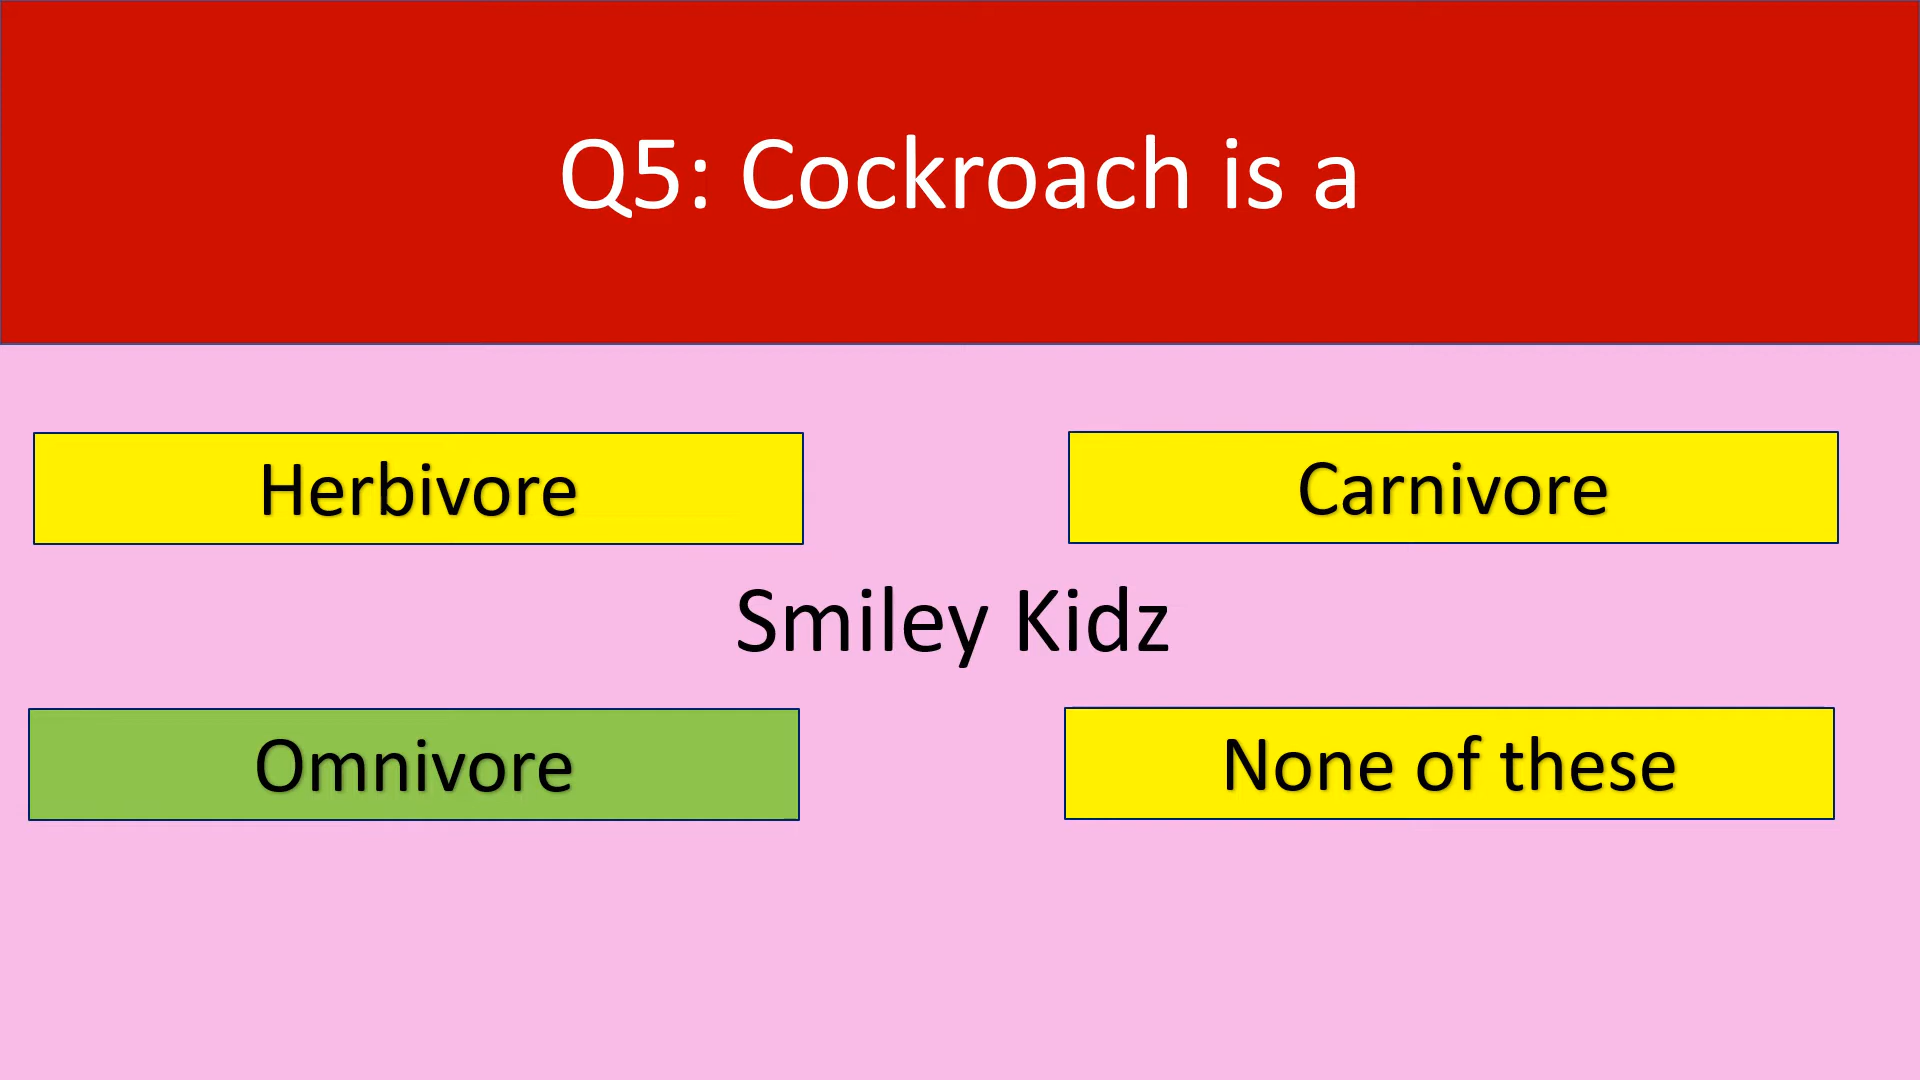 Q5: Cockroach is a
Herbivore
Carnivore
Smiley Kidz
Omnivore
None of these